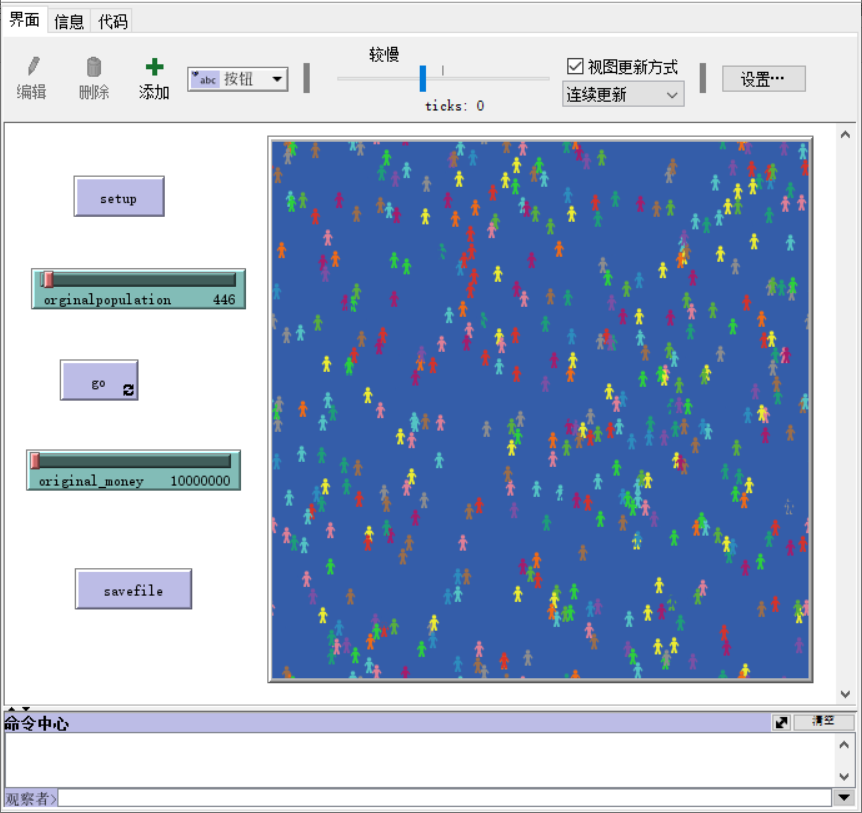 界面 信息 代码
较慢
编辑 删除 添加 abc 按钮 视图更新方式
连续更新 设置…
ticks: 0
setup
orginalpopulation 446
go
original_money 10000000
savefile
命令中心 清空
观察者>